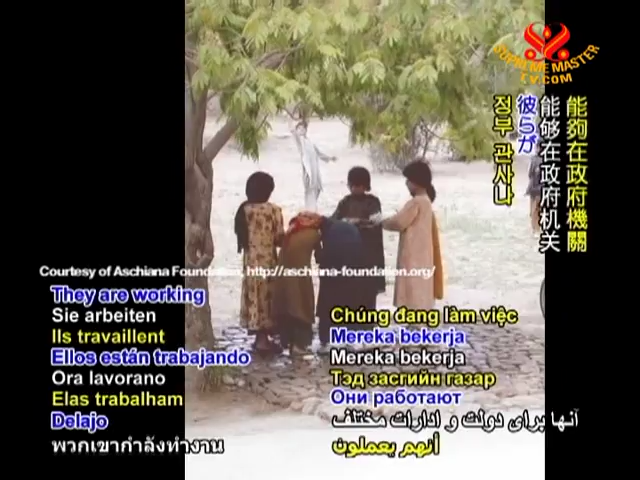 SUPREME MASTER
TV.COM
能夠在政府機關
能够在政府机关
彼らが
정부 관사나
Courtesy of Aschiana Foundation, http://aschiana-foundation.org/
They are working
Sie arbeiten
Ils travaillent
Ellos están trabajando
Ora lavorano
Elas trabalham
Delajo
พวกเขากำลังทำงาน
Chúng đang làm việc
Mereka bekerja
Mereka bekerja
Тэд засгийн газар
Они работают
آنها برای دولت و ادارات مختلف
أنهم يعملون